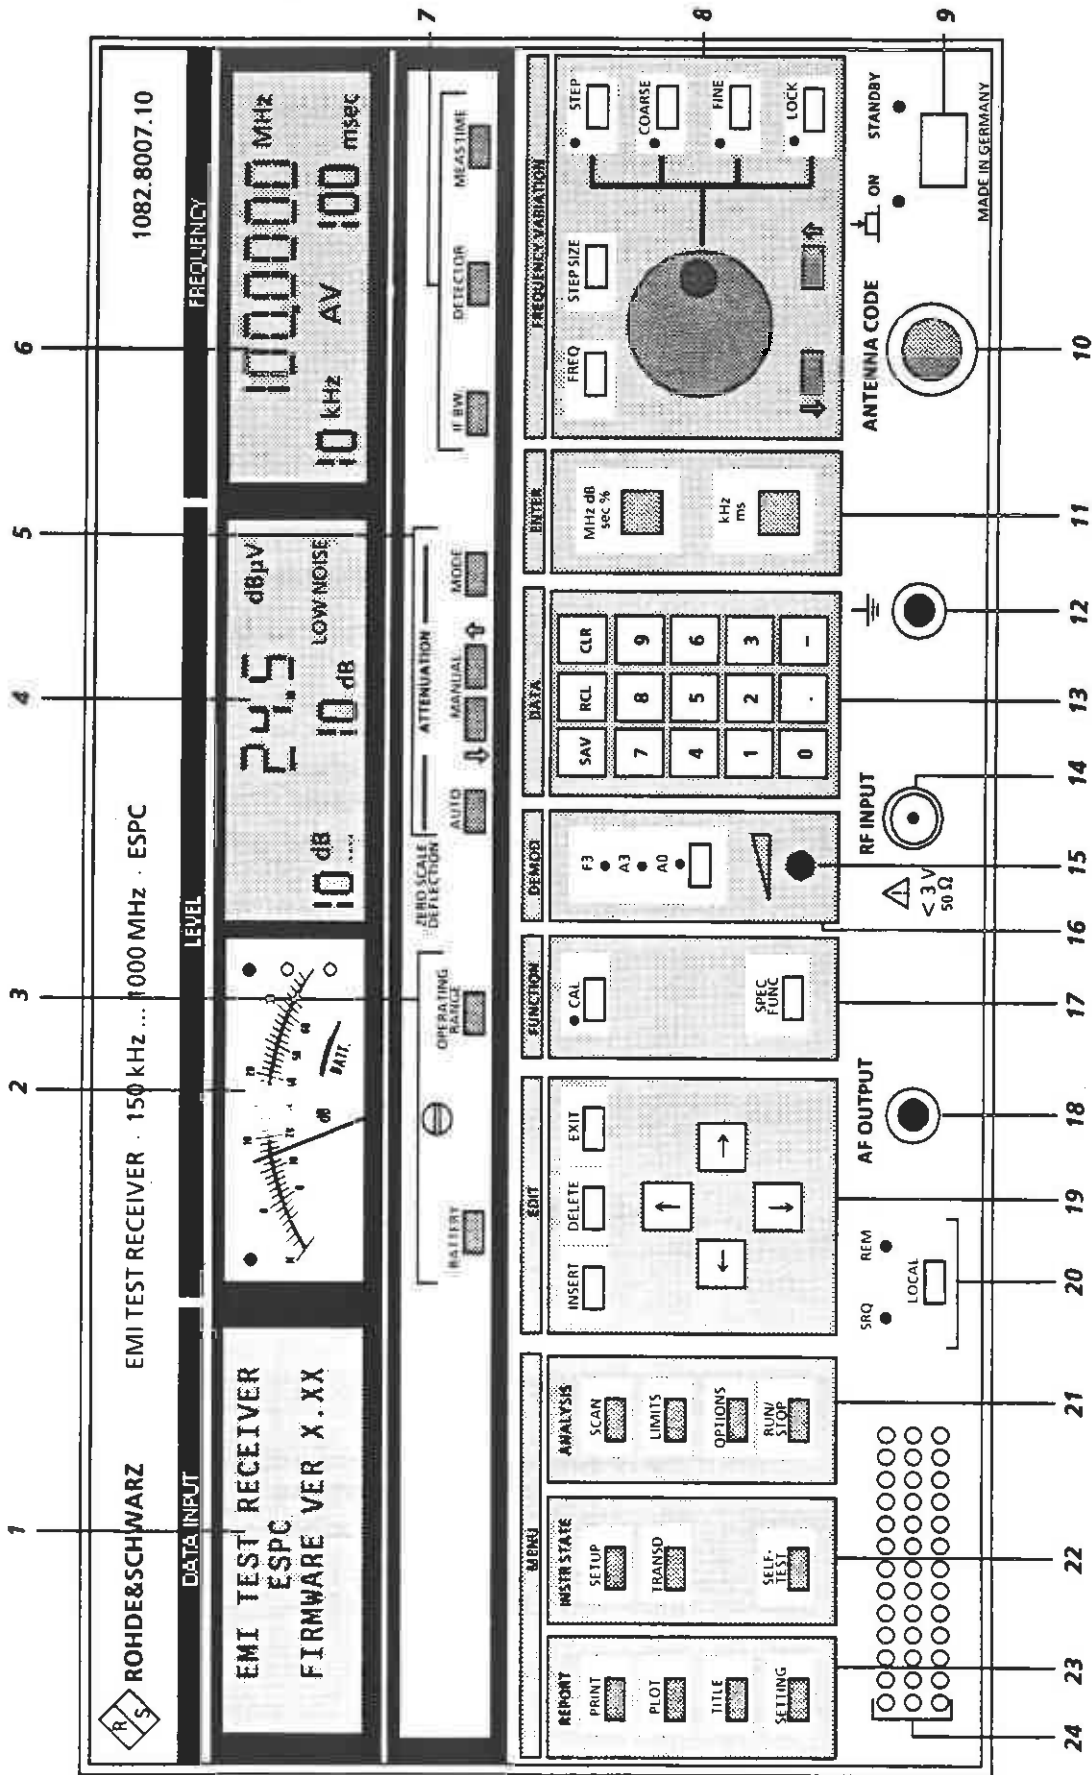 1 2 3 4 5 6
R S
ROHDE&SCHWARZ EMI TEST RECEIVER · 150 kHz ... 1000 MHz · ESPC 1082.8007.10
DATA INPUT LEVEL FREQUENCY
EMI TEST RECEIVER
ESPC
FIRMWARE VER X.XX
dB
BATT.
24.5 dBµV
10 dB 10 dB LOW NOISE
100.0000 MHz
10 kHz AV 100 msec
BATTERY
OPERATING
RANGE
ZERO SCALE
DEFLECTION
ATTENUATION
AUTO ⇩ MANUAL ⇧ MODE
IF BW. DETECTOR MEAS TIME
7
MENU
REPORT
PRINT
PLOT
TITLE
SETTING
INSTR STATE
SETUP
TRANSD
SELF-
TEST
ANALYSIS
SCAN
LIMITS
OPTIONS
RUN/
STOP
EDIT
INSERT DELETE EXIT
↑
← →
↓
FUNCTION
CAL
SPEC
FUNC
DEMOD
F3
A3
A0
DATA
SAV RCL CLR
7 8 9
4 5 6
1 2 3
0 . –
ENTER
MHz dB
sec %
kHz
ms
FREQUENCY VARIATION
FREQ STEP SIZE
STEP
COARSE
FINE
LOCK
⇩ ⇧
8
SRQ REM
LOCAL
AF OUTPUT
< 3 V
50 Ω
RF INPUT
ANTENNA CODE
ON STANDBY
MADE IN GERMANY
9
24 23 22 21 20 19 18 17 16 15 14 13 12 11 10